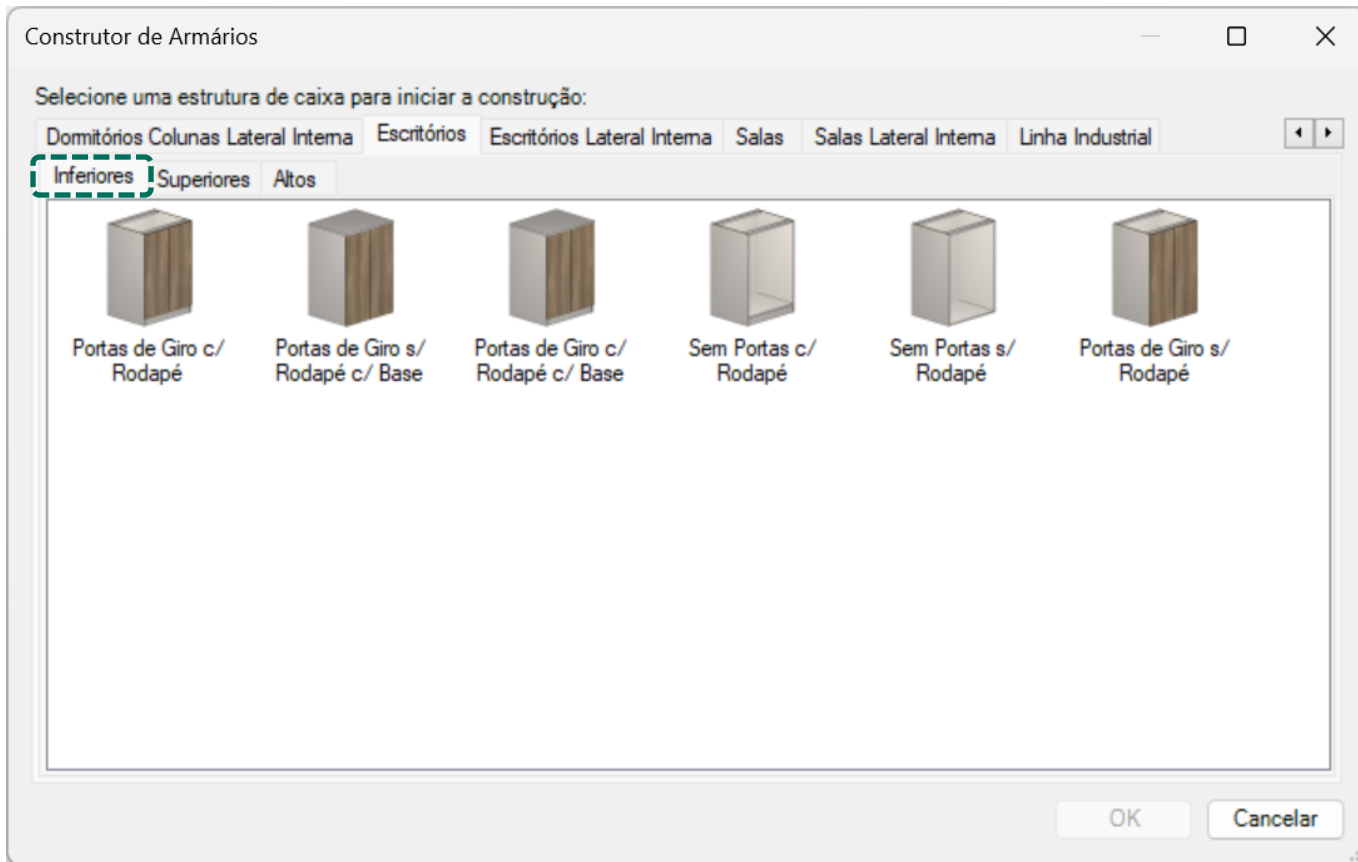 Construtor de Armários
Selecione uma estrutura de caixa para iniciar a construção:
Dormitórios Colunas Lateral Interna Escritórios Escritórios Lateral Interna Salas Salas Lateral Interna Linha Industrial
Inferiores Superiores Altos
Portas de Giro c/ Portas de Giro s/ Portas de Giro c/ Sem Portas c/ Sem Portas s/ Portas de Giro s/
Rodapé Rodapé c/ Base Rodapé c/ Base Rodapé Rodapé Rodapé
OK Cancelar